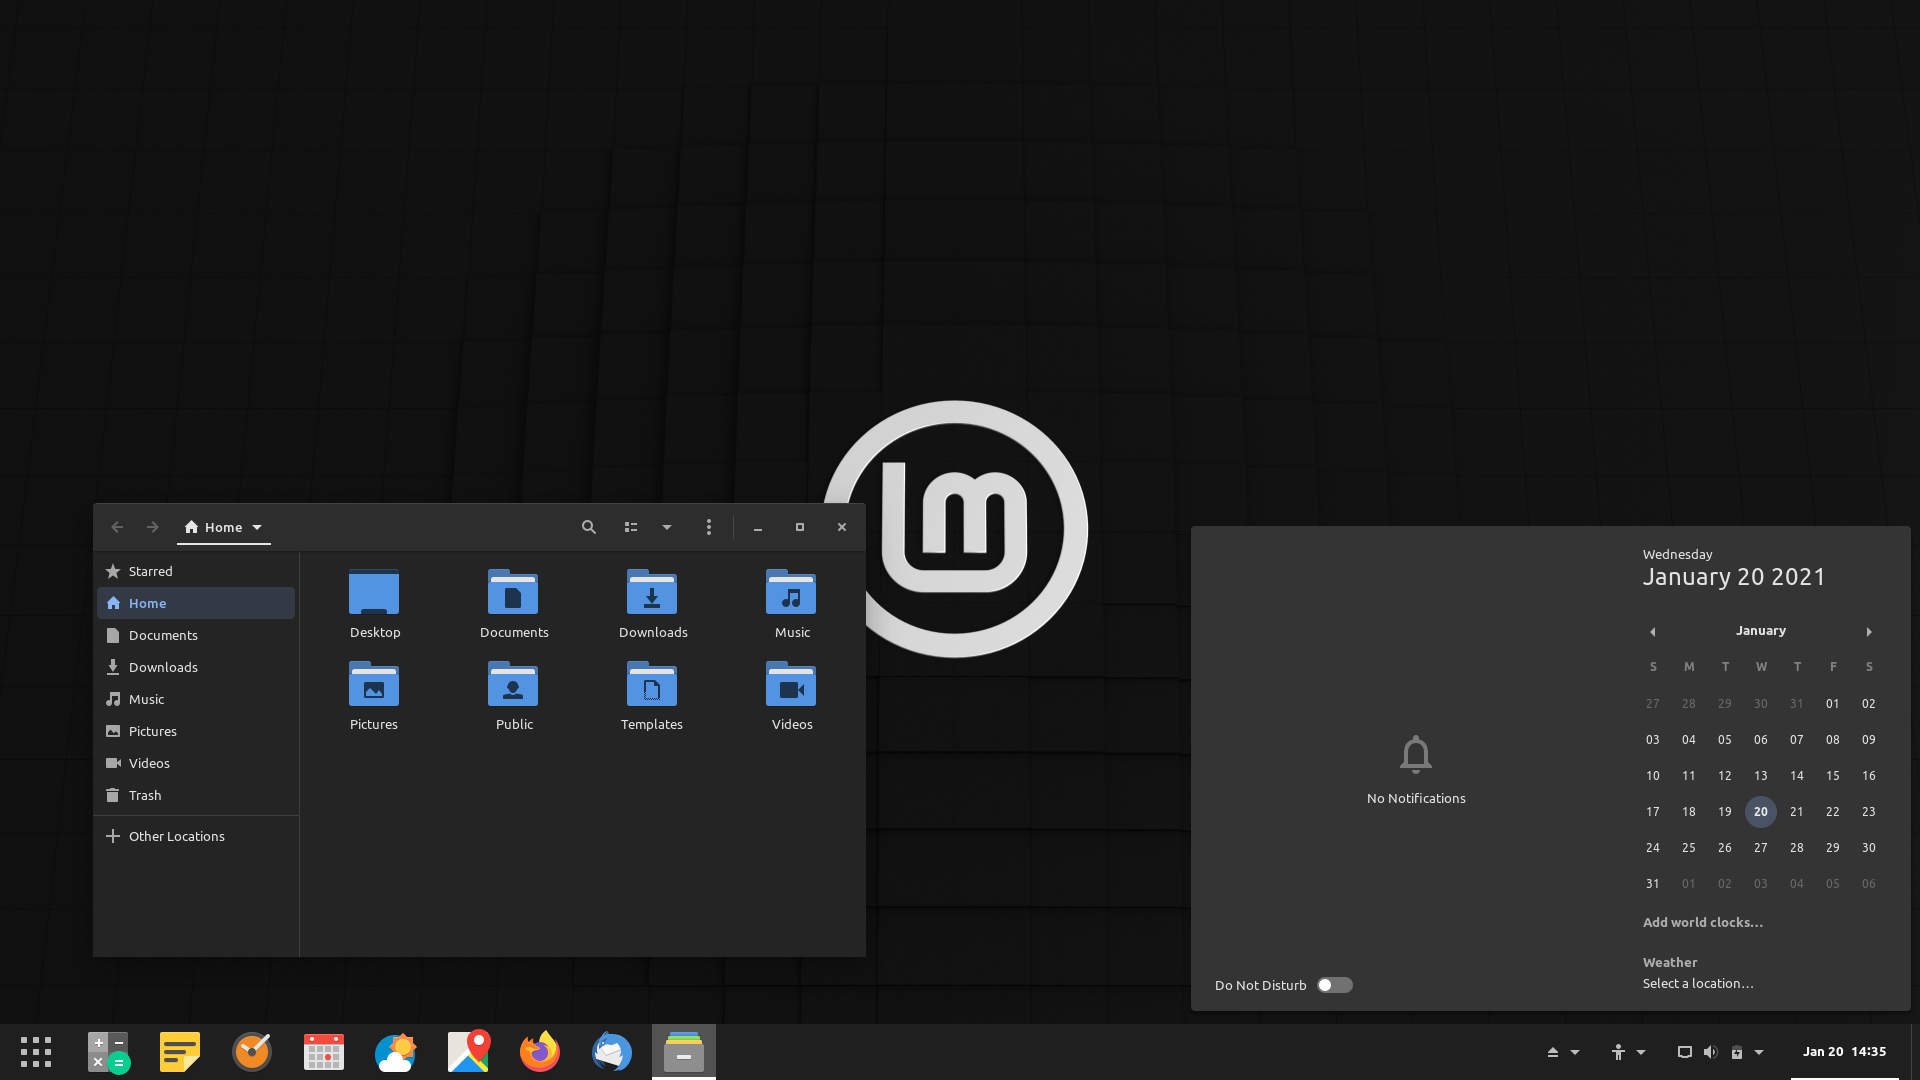 Home
Starred
Home
Documents
Downloads
Music
Pictures
Videos
Trash
Other Locations
Desktop Documents Downloads Music
Pictures Public Templates Videos
lm
No Notifications
Do Not Disturb
Wednesday
January 20 2021
January
S M T W T F S
27 28 29 30 31 01 02
03 04 05 06 07 08 09
10 11 12 13 14 15 16
17 18 19 20 21 22 23
24 25 26 27 28 29 30
31 01 02 03 04 05 06
Add world clocks...
Weather
Select a location...
Jan 20 14:35